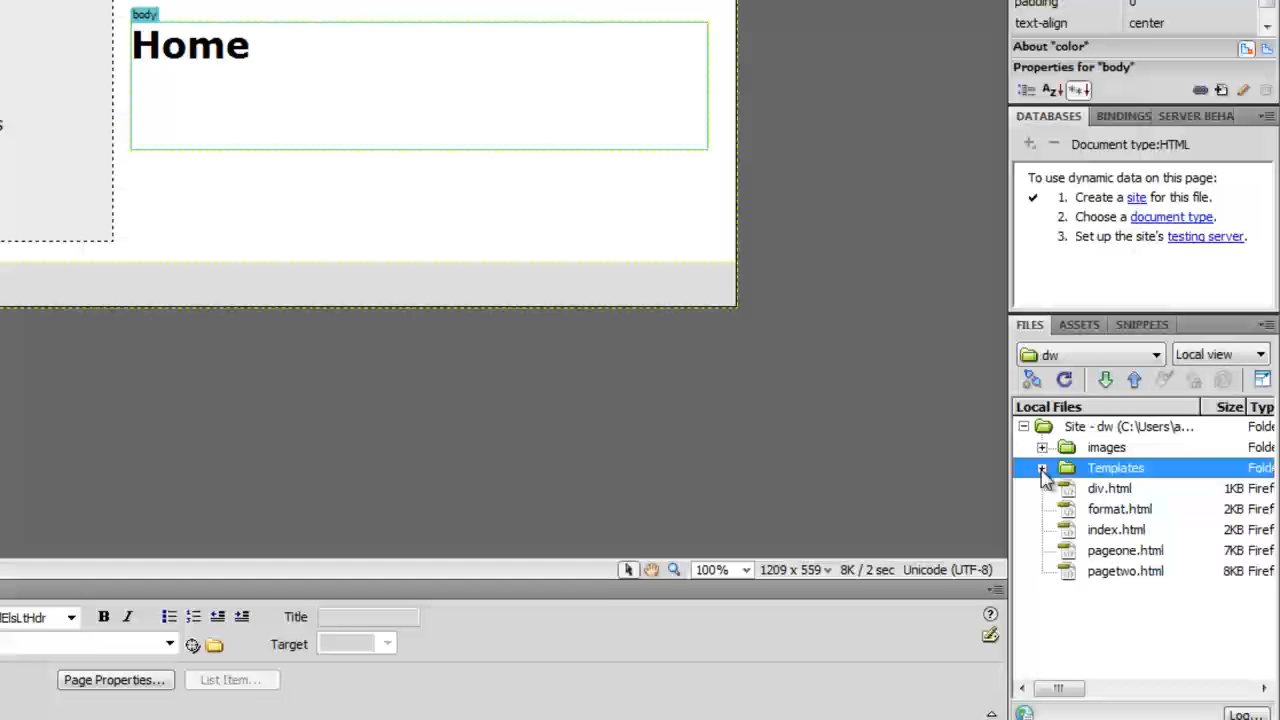 padding 0
text-align center
About "color"
Properties for "body"
body
Home
s
DATABASES BINDINGS SERVER BEHA
Document type:HTML
To use dynamic data on this page:
1. Create a site for this file.
2. Choose a document type.
3. Set up the site's testing server.
FILES ASSETS SNIPPETS
dw Local view
Local Files Size Typ
Site - dw (C:\Users\a... Folde
images Folde
Templates Folde
div.html 1KB Firef
format.html 2KB Firef
index.html 2KB Firef
pageone.html 7KB Firef
pagetwo.html 8KB Firef
100% 1209 x 559 8K / 2 sec Unicode (UTF-8)
ElsLtHdr B I Title
Target
Page Properties... List Item...
Log...